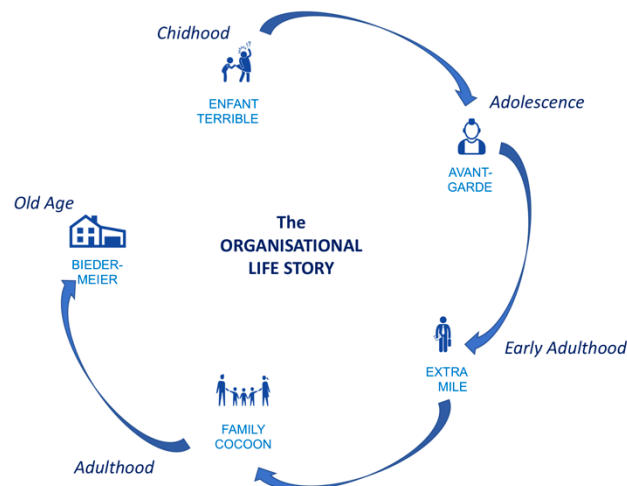 Chidhood
ENFANT
TERRIBLE
Adolescence
AVANT-
GARDE
Old Age
BIEDER-
MEIER
The
ORGANISATIONAL
LIFE STORY
Early Adulthood
EXTRA
MILE
FAMILY
COCOON
Adulthood